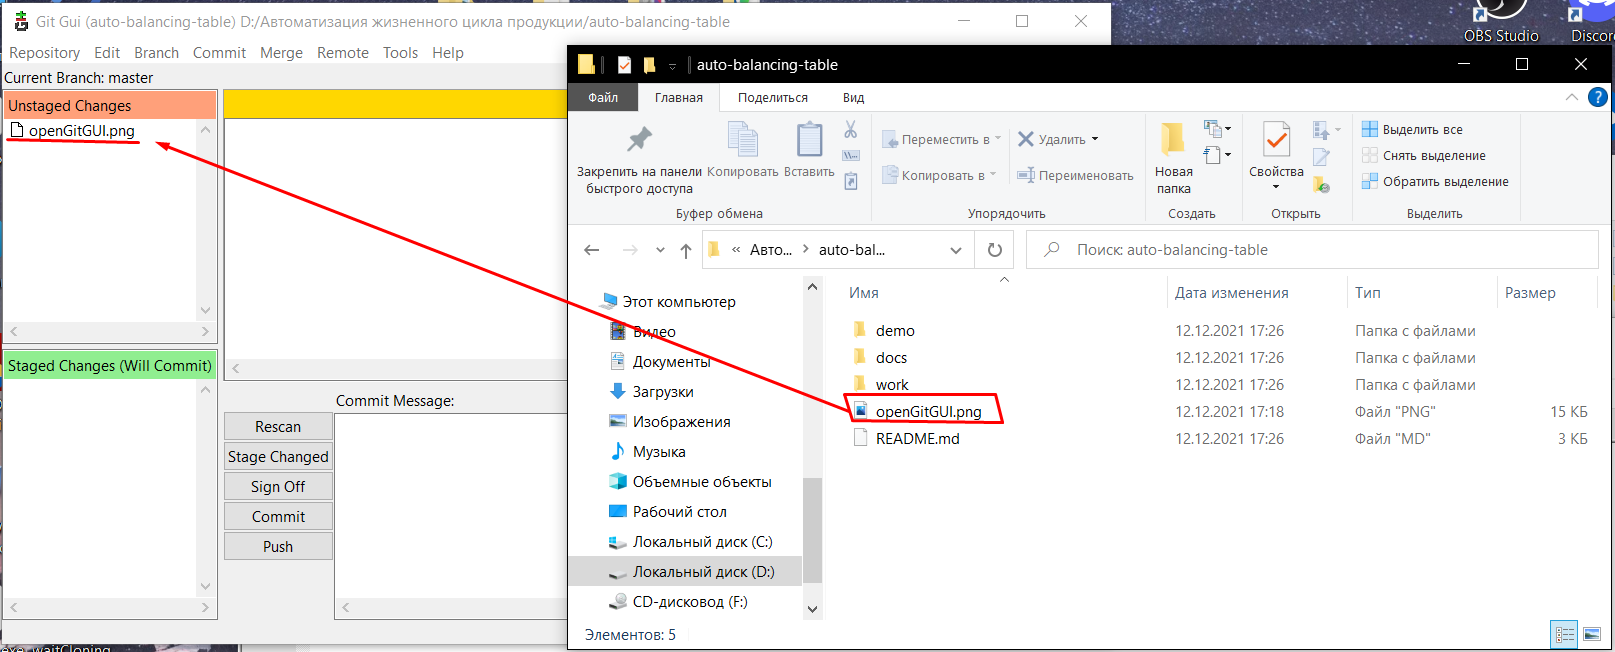 Git Gui (auto-balancing-table) D:/Автоматизация жизненного цикла продукции/auto-balancing-table
Repository Edit Branch Commit Merge Remote Tools Help
Current Branch: master
Unstaged Changes
openGitGUI.png
Staged Changes (Will Commit)
Commit Message:
Rescan
Stage Changed
Sign Off
Commit
Push
OBS Studio
Discor
auto-balancing-table
Файл Главная Поделиться Вид
Закрепить на панели быстрого доступа
Копировать
Вставить
Буфер обмена
Переместить в
Копировать в
Удалить
Переименовать
Упорядочить
Новая папка
Создать
Свойства
Открыть
Выделить все
Снять выделение
Обратить выделение
Выделить
« Авто... › auto-bal...
Поиск: auto-balancing-table
Этот компьютер
Видео
Документы
Загрузки
Изображения
Музыка
Объемные объекты
Рабочий стол
Локальный диск (C:)
Локальный диск (D:)
CD-дисковод (F:)
Имя Дата изменения Тип Размер
demo 12.12.2021 17:26 Папка с файлами
docs 12.12.2021 17:26 Папка с файлами
work 12.12.2021 17:26 Папка с файлами
openGitGUI.png 12.12.2021 17:18 Файл "PNG" 15 КБ
README.md 12.12.2021 17:26 Файл "MD" 3 КБ
Элементов: 5
waitCloning